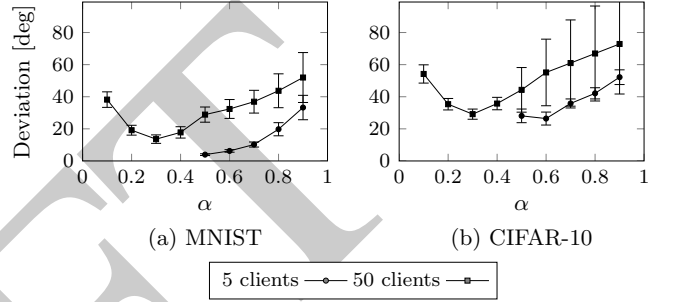 Deviation [deg]
80
60
40
20
0
0 0.2 0.4 0.6 0.8 1
α
(a) MNIST
80
60
40
20
0
0 0.2 0.4 0.6 0.8 1
α
(b) CIFAR-10
5 clients 50 clients
FT